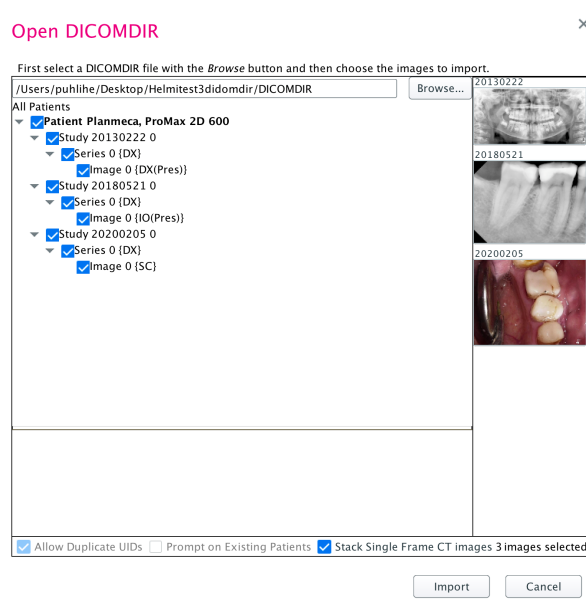 Open DICOMDIR
First select a DICOMDIR file with the Browse button and then choose the images to import.
/Users/puhlihe/Desktop/Helmitest3didomdir/DICOMDIR
Browse...
All Patients
Patient Planmeca, ProMax 2D 600
Study 20130222 0
Series 0 {DX}
Image 0 {DX(Pres)}
Study 20180521 0
Series 0 {DX}
Image 0 {IO(Pres)}
Study 20200205 0
Series 0 {DX}
Image 0 {SC}
20130222
20180521
20200205
Allow Duplicate UIDs Prompt on Existing Patients Stack Single Frame CT images 3 images selected
Import Cancel